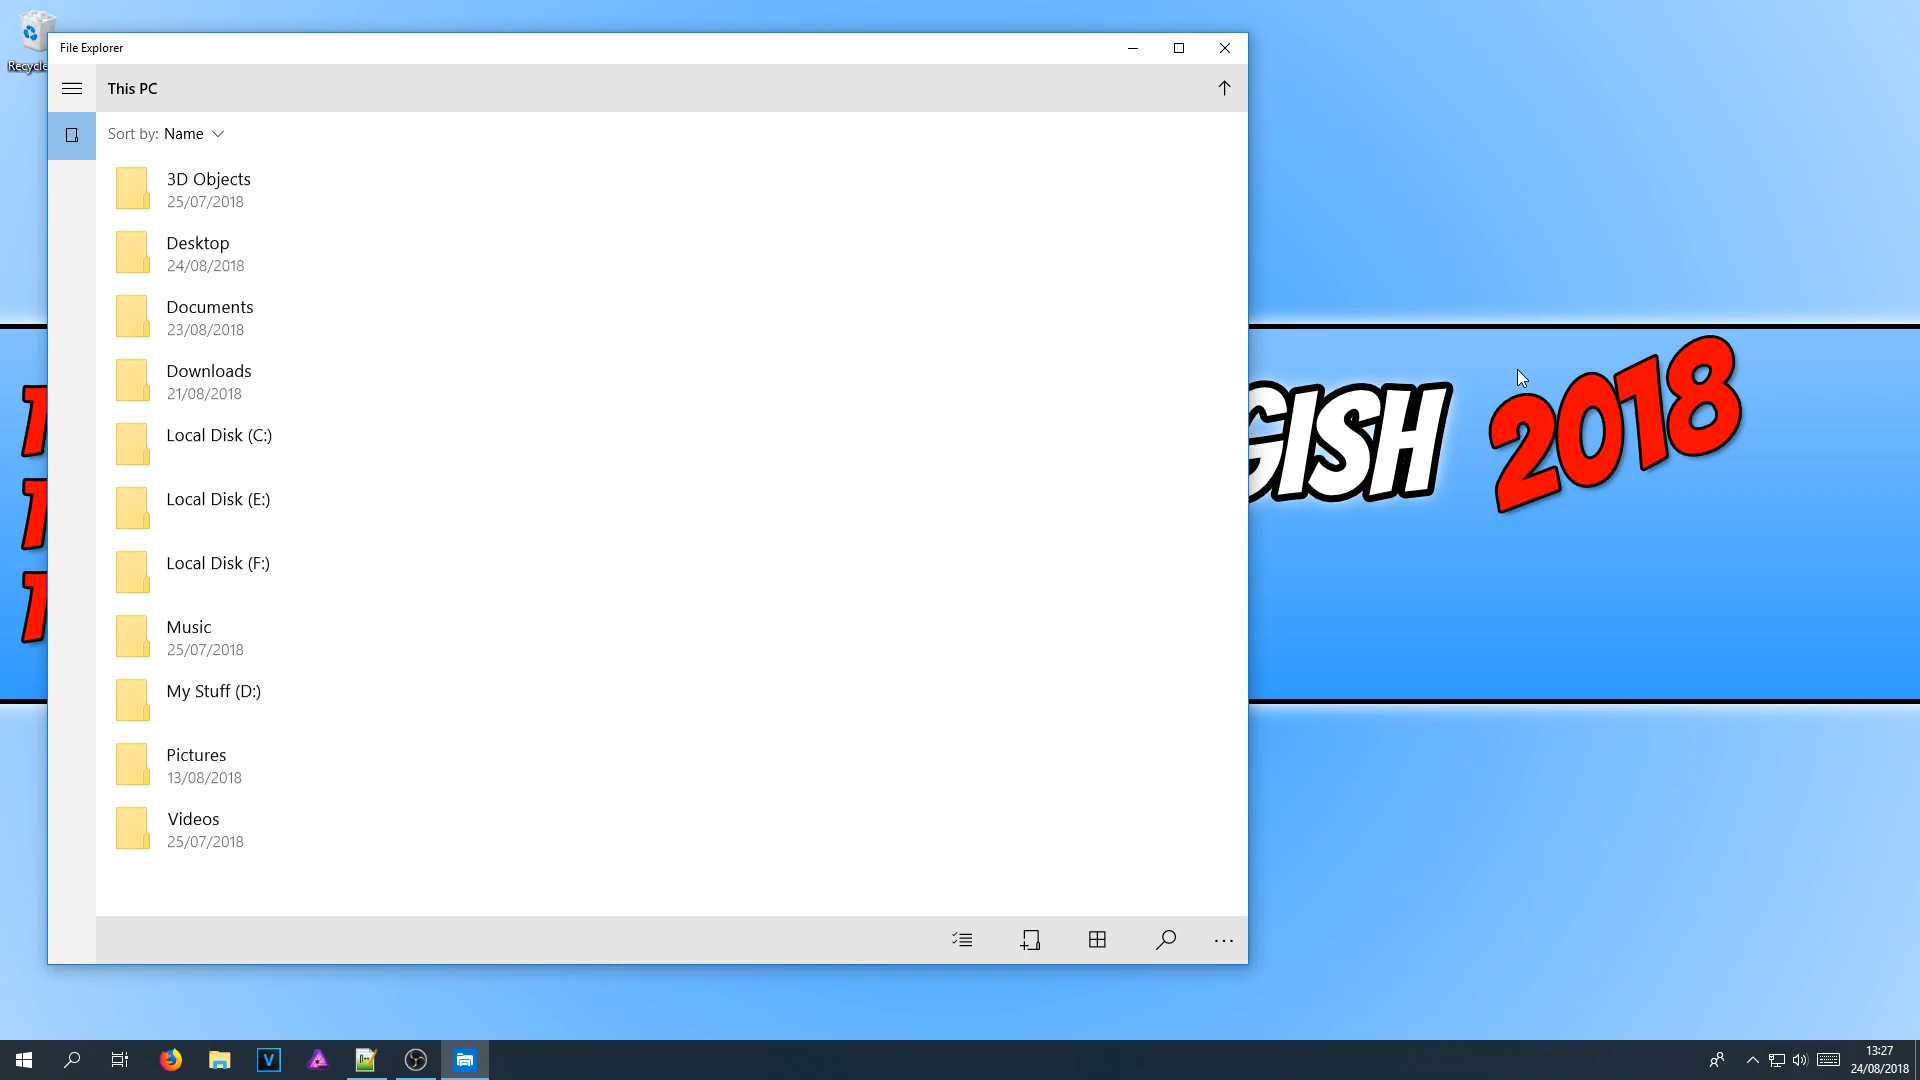 File Explorer
This PC
Sort by: Name
3D Objects
25/07/2018
Desktop
24/08/2018
Documents
23/08/2018
Downloads
21/08/2018
Local Disk (C:)
Local Disk (E:)
Local Disk (F:)
Music
25/07/2018
My Stuff (D:)
Pictures
13/08/2018
Videos
25/07/2018
GISH 2018
V
13:27
24/08/2018